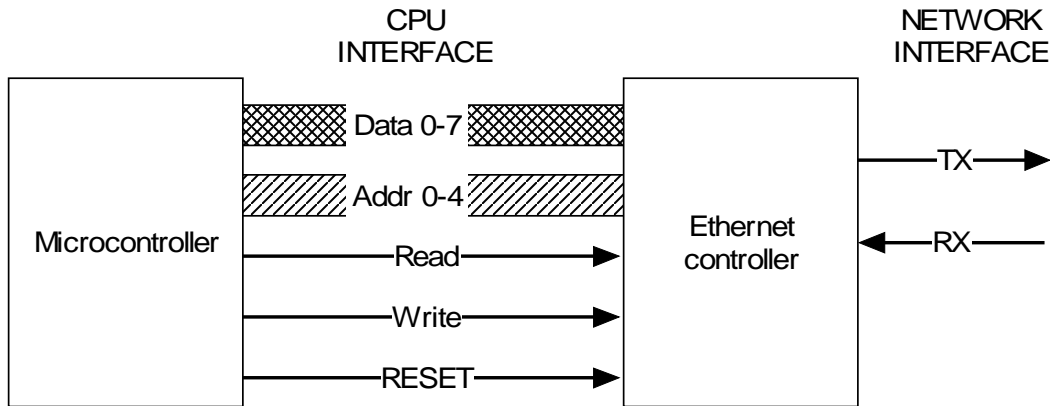 CPU
INTERFACE
NETWORK
INTERFACE
Data 0-7
TX
Addr 0-4
Microcontroller
Ethernet
controller
RX
Read
Write
RESET